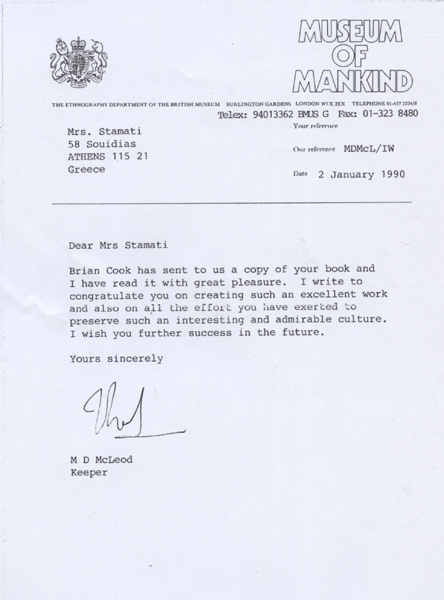 MUSEUM
OF
MANKIND
THE ETHNOGRAPHY DEPARTMENT OF THE BRITISH MUSEUM BURLINGTON GARDENS LONDON W1X 2EX TELEPHONE 01-437 2224/8
Telex: 94013362 BMUS G Fax: 01-323 8480
Mrs. Stamati
58 Souidias
ATHENS 115 21
Greece
Your reference
Our reference MDMcL/IW
Date 2 January 1990
Dear Mrs Stamati
Brian Cook has sent to us a copy of your book and
I have read it with great pleasure. I write to
congratulate you on creating such an excellent work
and also on all the effort you have exerted to
preserve such an interesting and admirable culture.
I wish you further success in the future.
Yours sincerely
M D McLeod
Keeper